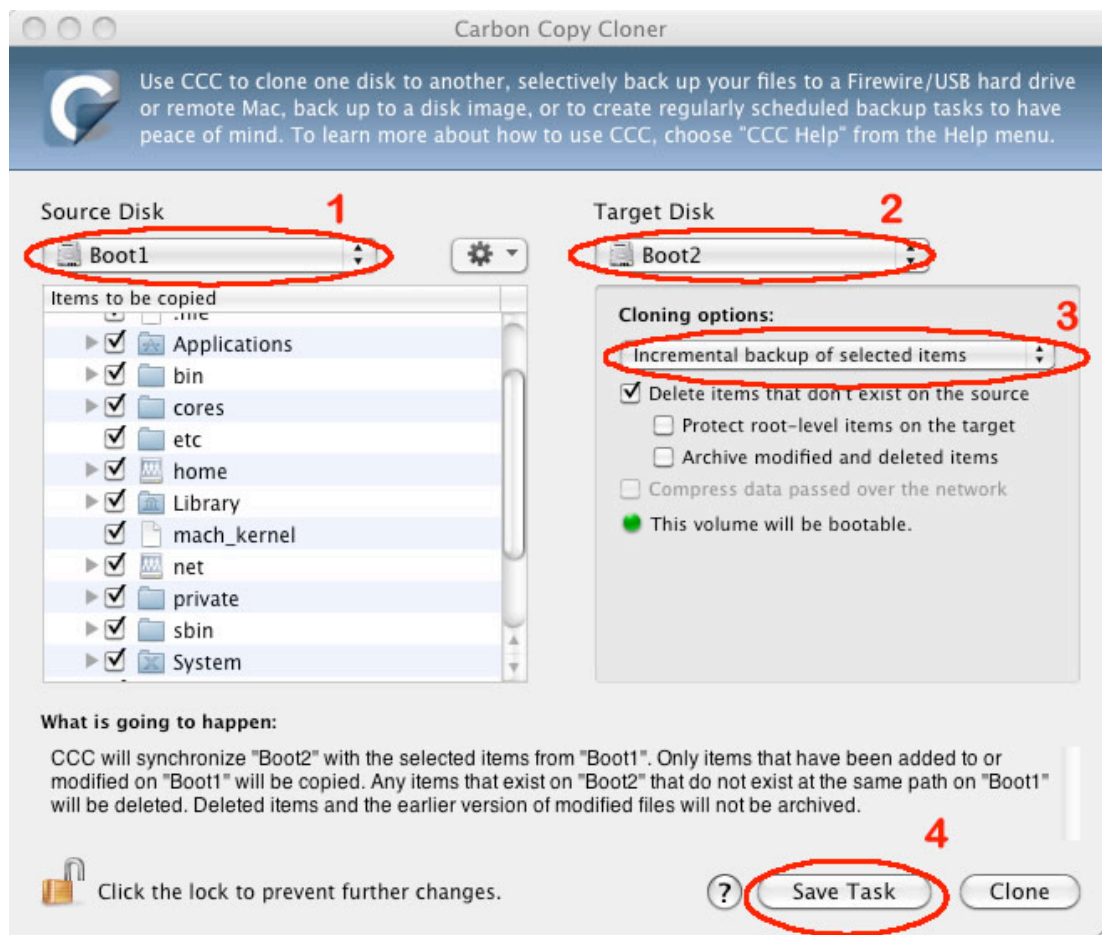 Carbon Copy Cloner
Use CCC to clone one disk to another, selectively back up your files to a Firewire/USB hard drive
or remote Mac, back up to a disk image, or to create regularly scheduled backup tasks to have
peace of mind. To learn more about how to use CCC, choose "CCC Help" from the Help menu.
Source Disk
1
Boot1
Items to be copied
Applications
bin
cores
etc
home
Library
mach_kernel
net
private
sbin
System
Target Disk
2
Boot2
Cloning options:
3
Incremental backup of selected items
Delete items that don't exist on the source
Protect root-level items on the target
Archive modified and deleted items
Compress data passed over the network
This volume will be bootable.
What is going to happen:
CCC will synchronize "Boot2" with the selected items from "Boot1". Only items that have been added to or
modified on "Boot1" will be copied. Any items that exist on "Boot2" that do not exist at the same path on "Boot1"
will be deleted. Deleted items and the earlier version of modified files will not be archived.
4
Click the lock to prevent further changes.
?
Save Task
Clone